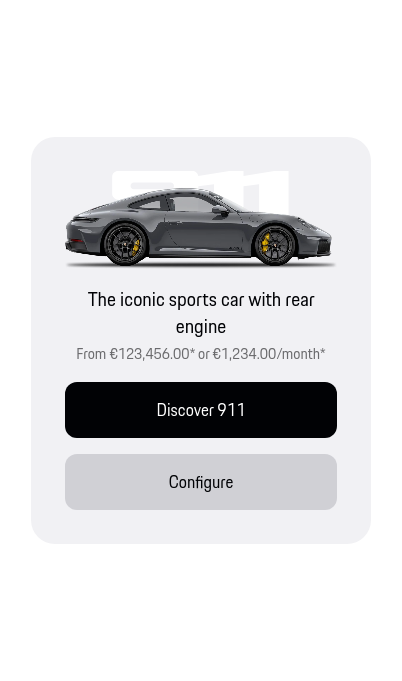 911
The iconic sports car with rear
engine
From €123,456.00* or €1,234.00/month*
Discover 911
Configure